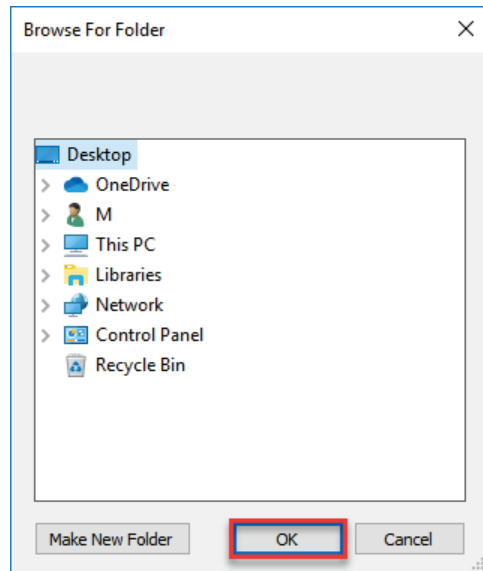 Browse For Folder
Desktop
OneDrive
M
This PC
Libraries
Network
Control Panel
Recycle Bin
Make New Folder OK Cancel